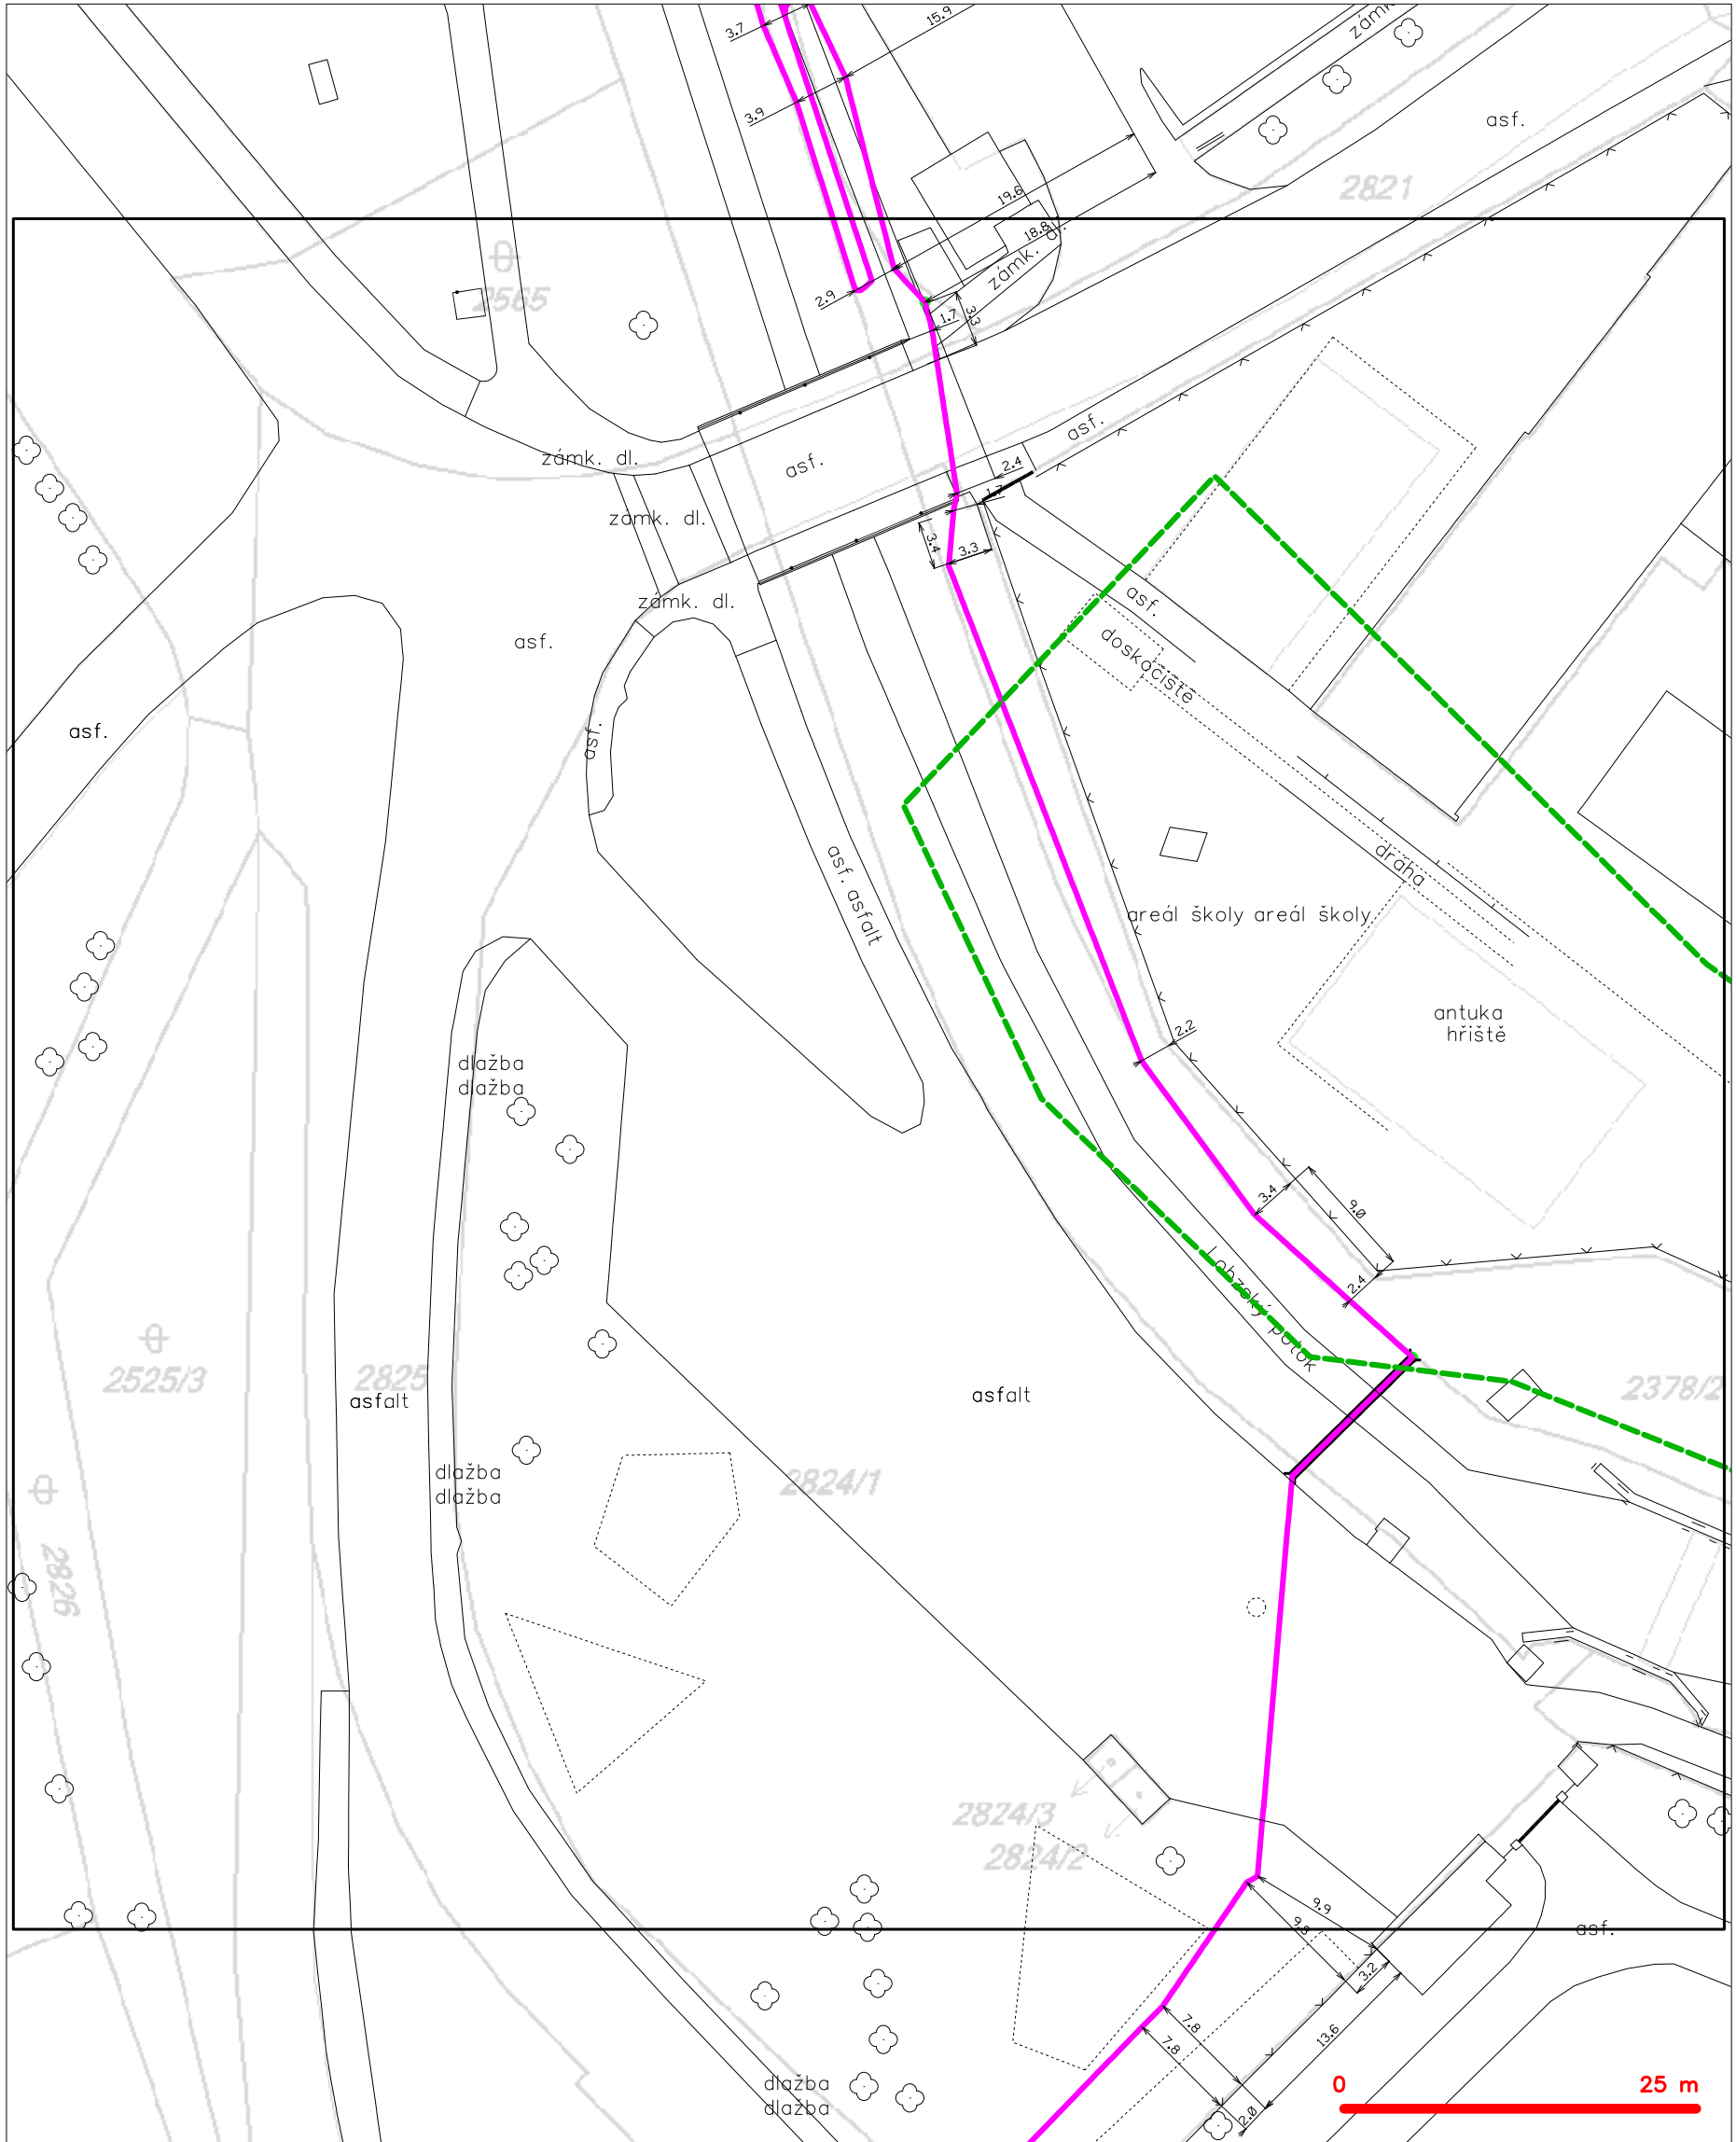 3.7
15.9
zámk.
3.9
asf.
2821
19.6
18.8
zámk. dl.
2565
2.9
1.7
3.3
asf.
zámk. dl.
asf.
2.4
1.7
zámk. dl.
3.4
3.3
zámk. dl.
asf.
asf.
doskočiště
asf.
asf.
asf. asfalt
draha
areál školy areál školy
antuka
hřiště
2.2
dlažba
dlažba
3.4
9.0
2.4
Lobzský potok
2525/3
2825
asfalt
asfalt
2378/2
dlažba
dlažba
2824/1
2826
2824/3
2824/2
9.9
9.8
asf.
3.2
7.8
7.8
13.6
2.0
dlažba
dlažba
0 25 m